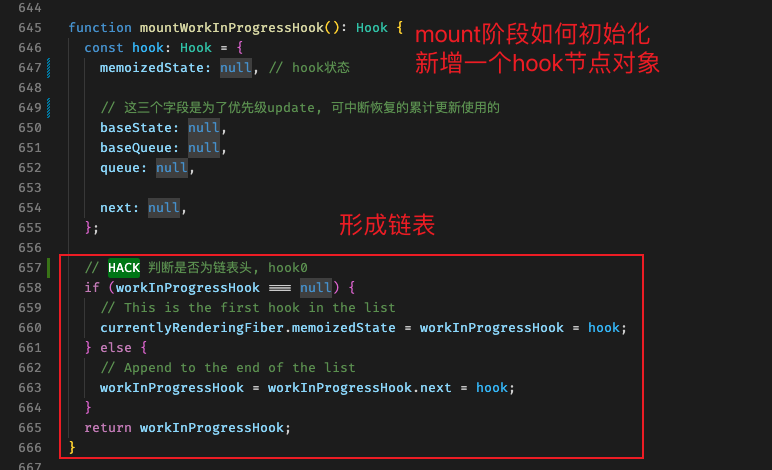 644
645 function mountWorkInProgressHook(): Hook {
mount阶段如何初始化
新增一个hook节点对象
646 const hook: Hook = {
647 memoizedState: null, // hook状态
648
649 // 这三个字段是为了优先级update, 可中断恢复的累计更新使用的
650 baseState: null,
651 baseQueue: null,
652 queue: null,
653
654 next: null,
655 };
形成链表
656
657 // HACK 判断是否为链表头, hook0
658 if (workInProgressHook === null) {
659 // This is the first hook in the list
660 currentlyRenderingFiber.memoizedState = workInProgressHook = hook;
661 } else {
662 // Append to the end of the list
663 workInProgressHook = workInProgressHook.next = hook;
664 }
665 return workInProgressHook;
666 }
667